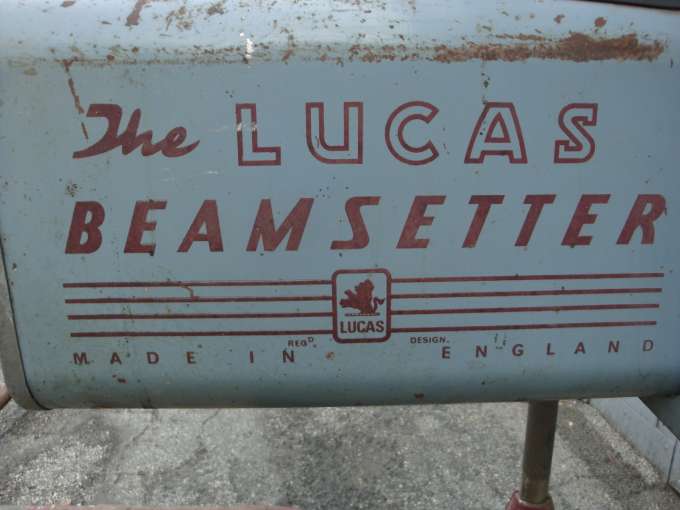 The LUCAS
BEAMSETTER
LUCAS
REGD DESIGN.
MADE IN ENGLAND